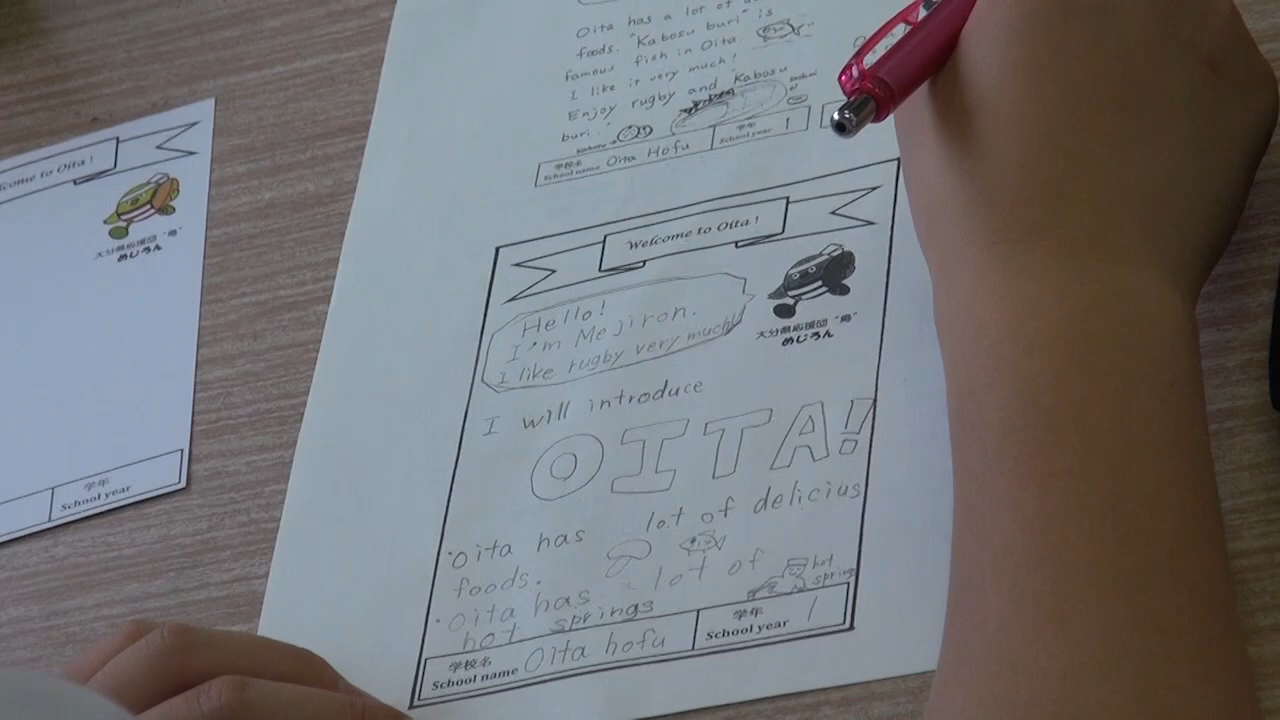 Oita has a lot of
foods. "Kabosu buri" is
famous fish in Oita.
I like it very much!
Enjoy rugby and "Kabosu
buri."
学校名
School name Oita Hofu
学年
School year 1
come to Oita !
大分県応援団"鳥"
めじろん
学年
School year
Welcome to Oita !
Hello!
I'm Mejiron.
I like rugby very much!
大分県応援団"鳥"
めじろん
I will introduce
OITA!
・Oita has lot of delicius
foods.
・Oita has lot of
hot springs
hot
spring
学校名
School name Oita hofu
学年
School year 1